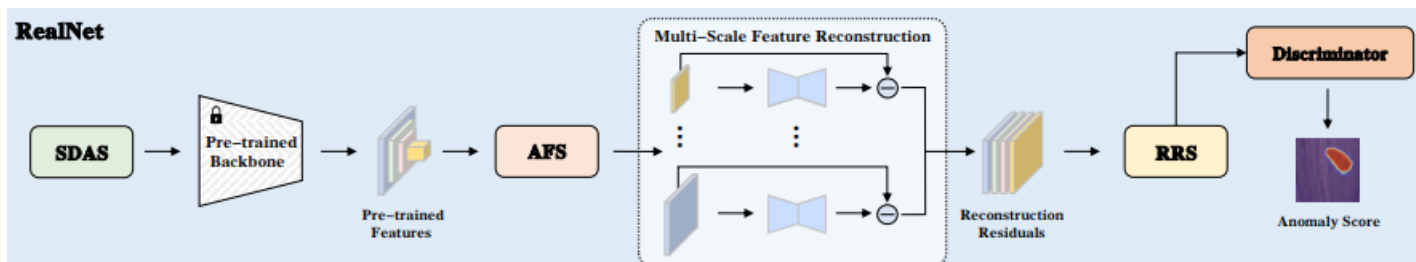 RealNet
Multi-Scale Feature Reconstruction
Discriminator
Pre-trained
Backbone
SDAS
AFS
RRS
Pre-trained
Features
Reconstruction
Residuals
Anomaly Score